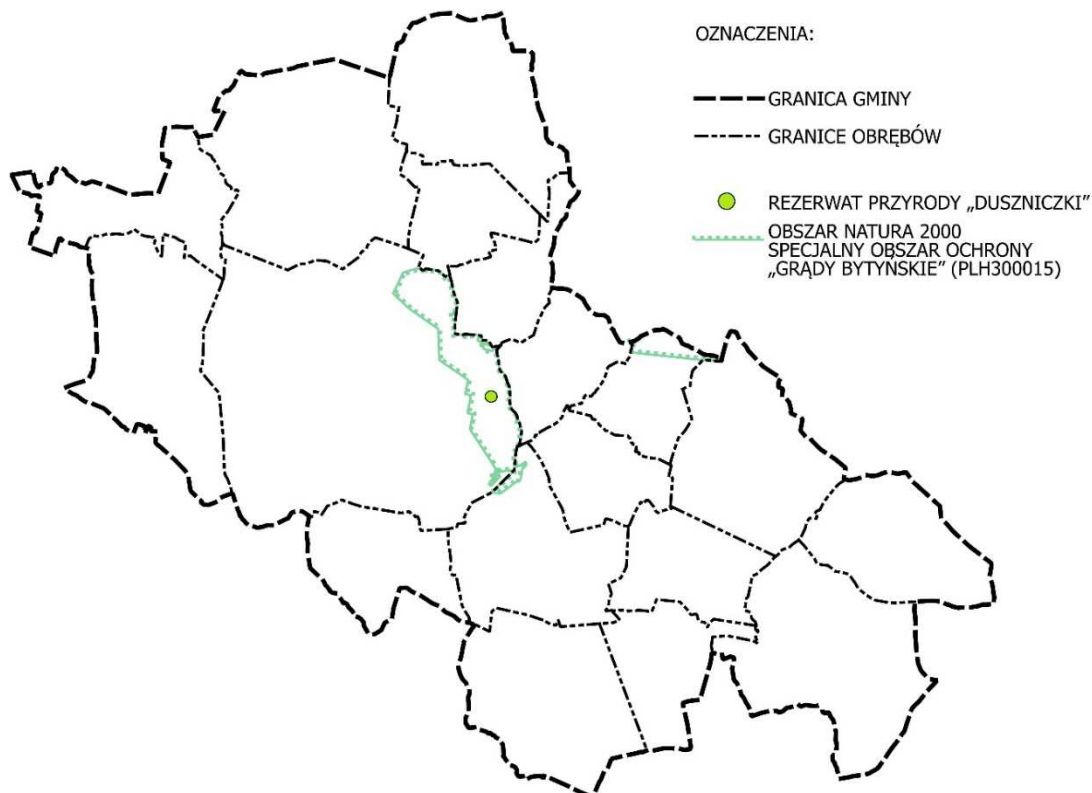 OZNACZENIA:
GRANICA GMINY
GRANICE OBRĘBÓW
REZERWAT PRZYRODY „DUSZNICZKI”
OBSZAR NATURA 2000
SPECJALNY OBSZAR OCHRONY
„GRĄDY BYTYŃSKIE” (PLH300015)